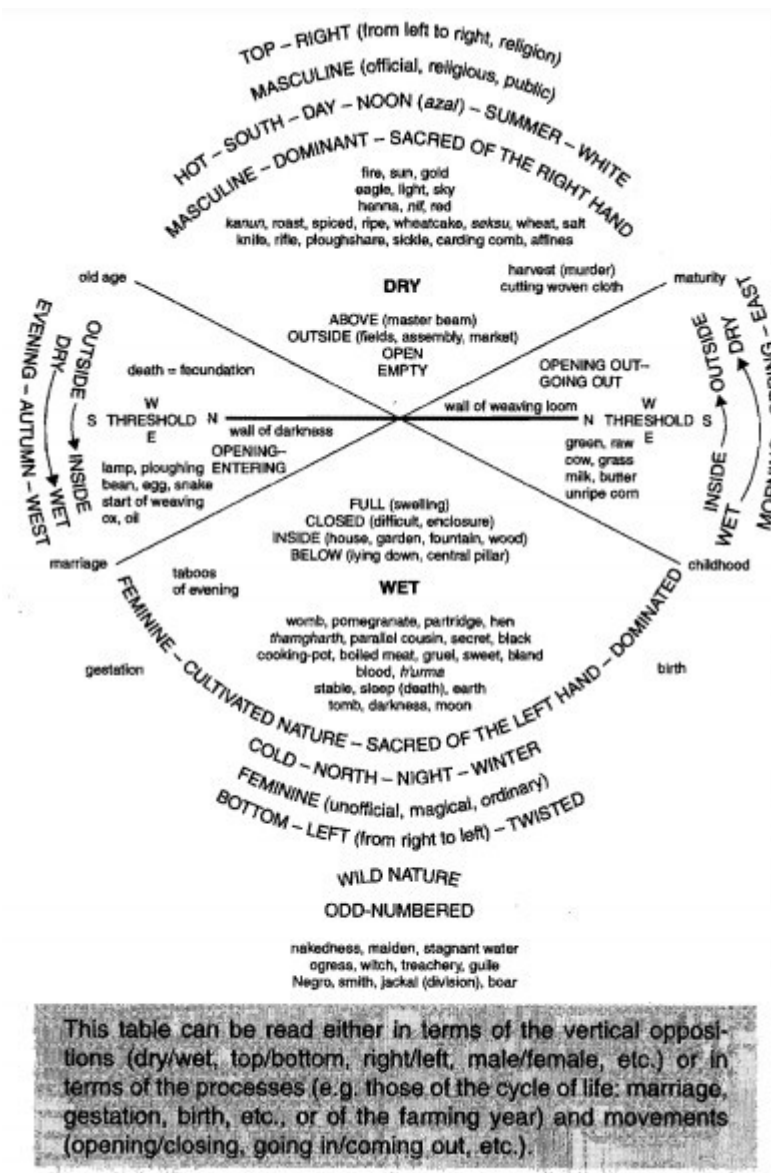 TOP – RIGHT (from left to right, religion)
MASCULINE (official, religious, public)
HOT – SOUTH – DAY – NOON (azal) – SUMMER – WHITE
MASCULINE – DOMINANT – SACRED OF THE RIGHT HAND
fire, sun, gold
eagle, light, sky
henna, nif, red
kanun, roast, spiced, ripe, wheatcake, seksu, wheat, salt
knife, rifle, ploughshare, sickle, carding comb, affines
harvest (murder)
cutting woven cloth
old age
DRY
maturity
ABOVE (master beam)
OUTSIDE (fields, assembly, market)
OPEN
EMPTY
EVENING – AUTUMN – WEST
DRY
WET
OUTSIDE
INSIDE
death = fecundation
OPENING OUT–
GOING OUT
W
S THRESHOLD N
E
wall of darkness
wall of weaving loom
W
N THRESHOLD S
E
OUTSIDE
INSIDE
DRY
WET
EAST
OPENING–
ENTERING
lamp, ploughing
bean, egg, snake
start of weaving
ox, oil
green, raw
cow, grass
milk, butter
unripe corn
FULL (swelling)
CLOSED (difficult, enclosure)
INSIDE (house, garden, fountain, wood)
BELOW (lying down, central pillar)
marriage
childhood
taboos
of evening
WET
womb, pomegranate, partridge, hen
thamgharth, parallel cousin, secret, black
cooking-pot, boiled meat, gruel, sweet, bland
blood, h'urma
stable, sleep (death), earth
tomb, darkness, moon
gestation
birth
FEMININE – CULTIVATED NATURE – SACRED OF THE LEFT HAND – DOMINATED
COLD – NORTH – NIGHT – WINTER
FEMININE (unofficial, magical, ordinary)
BOTTOM – LEFT (from right to left) – TWISTED
WILD NATURE
ODD-NUMBERED
nakedness, maiden, stagnant water
ogress, witch, treachery, guile
Negro, smith, jackal (division), boar
This table can be read either in terms of the vertical opposi-
tions (dry/wet, top/bottom, right/left, male/female, etc.) or in
terms of the processes (e.g. those of the cycle of life: marriage,
gestation, birth, etc., or of the farming year) and movements
(opening/closing, going in/coming out, etc.).